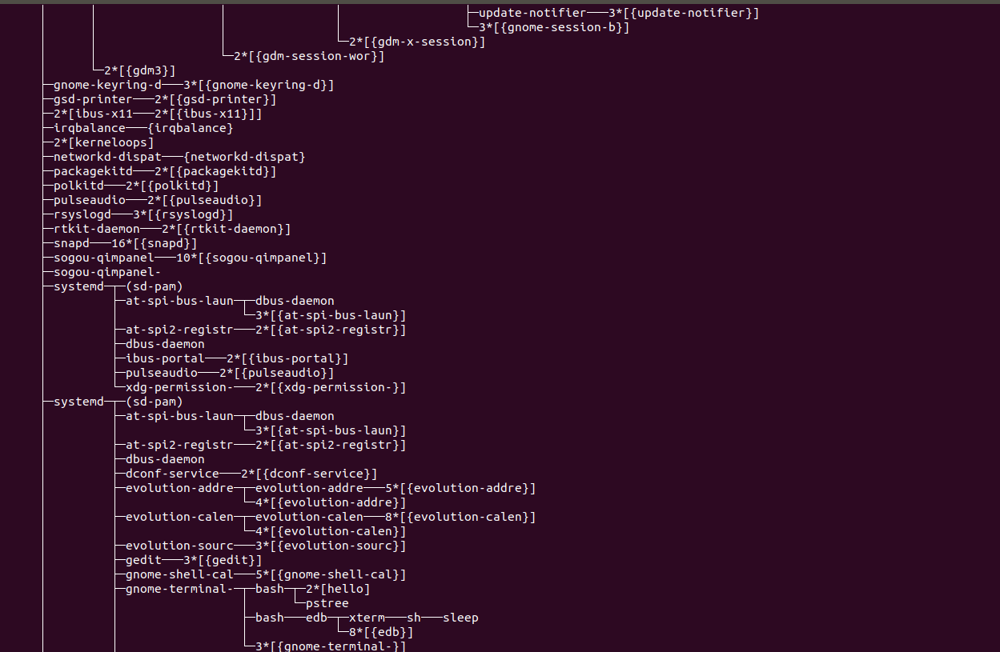 ├─update-notifier───3*[{update-notifier}]
└─3*[{gnome-session-b}]
└─2*[{gdm-x-session}]
└─2*[{gdm-session-wor}]
└─2*[{gdm3}]
├─gnome-keyring-d───3*[{gnome-keyring-d}]
├─gsd-printer───2*[{gsd-printer}]
├─2*[ibus-x11───2*[{ibus-x11}]]
├─irqbalance───{irqbalance}
├─2*[kerneloops]
├─networkd-dispat───{networkd-dispat}
├─packagekitd───2*[{packagekitd}]
├─polkitd───2*[{polkitd}]
├─pulseaudio───2*[{pulseaudio}]
├─rsyslogd───3*[{rsyslogd}]
├─rtkit-daemon───2*[{rtkit-daemon}]
├─snapd───16*[{snapd}]
├─sogou-qimpanel───10*[{sogou-qimpanel}]
├─sogou-qimpanel-
├─systemd─┬─(sd-pam)
├─at-spi-bus-laun─┬─dbus-daemon
└─3*[{at-spi-bus-laun}]
├─at-spi2-registr───2*[{at-spi2-registr}]
├─dbus-daemon
├─ibus-portal───2*[{ibus-portal}]
├─pulseaudio───2*[{pulseaudio}]
└─xdg-permission-───2*[{xdg-permission-}]
├─systemd─┬─(sd-pam)
├─at-spi-bus-laun─┬─dbus-daemon
└─3*[{at-spi-bus-laun}]
├─at-spi2-registr───2*[{at-spi2-registr}]
├─dbus-daemon
├─dconf-service───2*[{dconf-service}]
├─evolution-addre─┬─evolution-addre───5*[{evolution-addre}]
└─4*[{evolution-addre}]
├─evolution-calen─┬─evolution-calen───8*[{evolution-calen}]
└─4*[{evolution-calen}]
├─evolution-sourc───3*[{evolution-sourc}]
├─gedit───3*[{gedit}]
├─gnome-shell-cal───5*[{gnome-shell-cal}]
├─gnome-terminal-─┬─bash─┬─2*[hello]
└─pstree
├─bash───edb─┬─xterm───sh───sleep
└─8*[{edb}]
└─3*[{gnome-terminal-}]